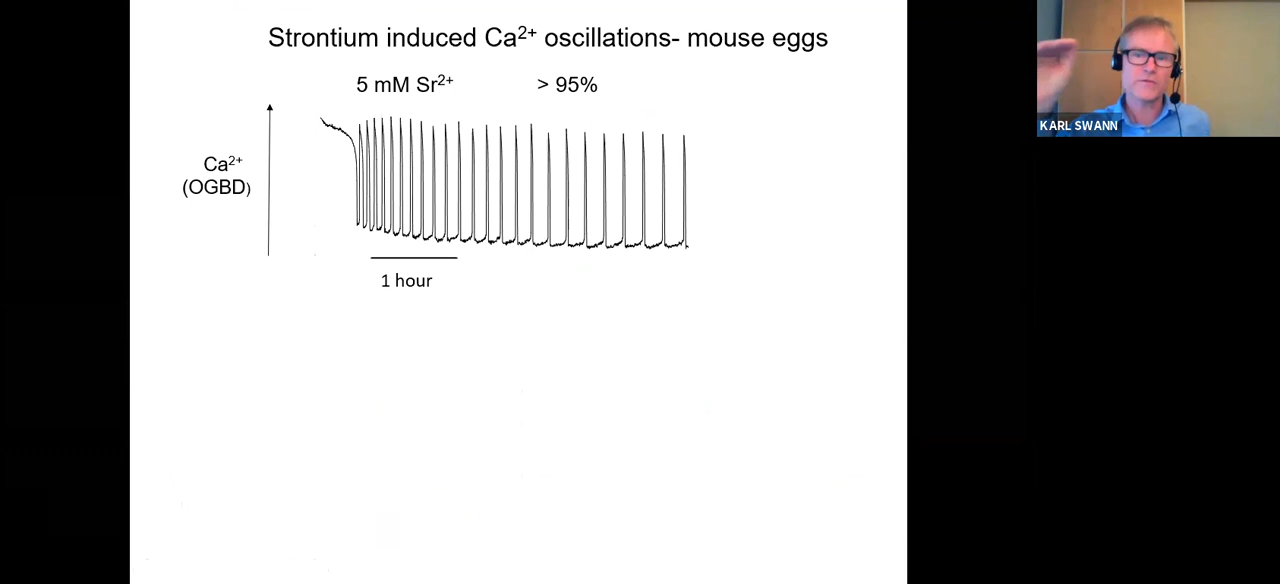 Strontium induced Ca²⁺ oscillations- mouse eggs
5 mM Sr²⁺ > 95%
Ca²⁺
(OGBD)
1 hour
KARL SWANN